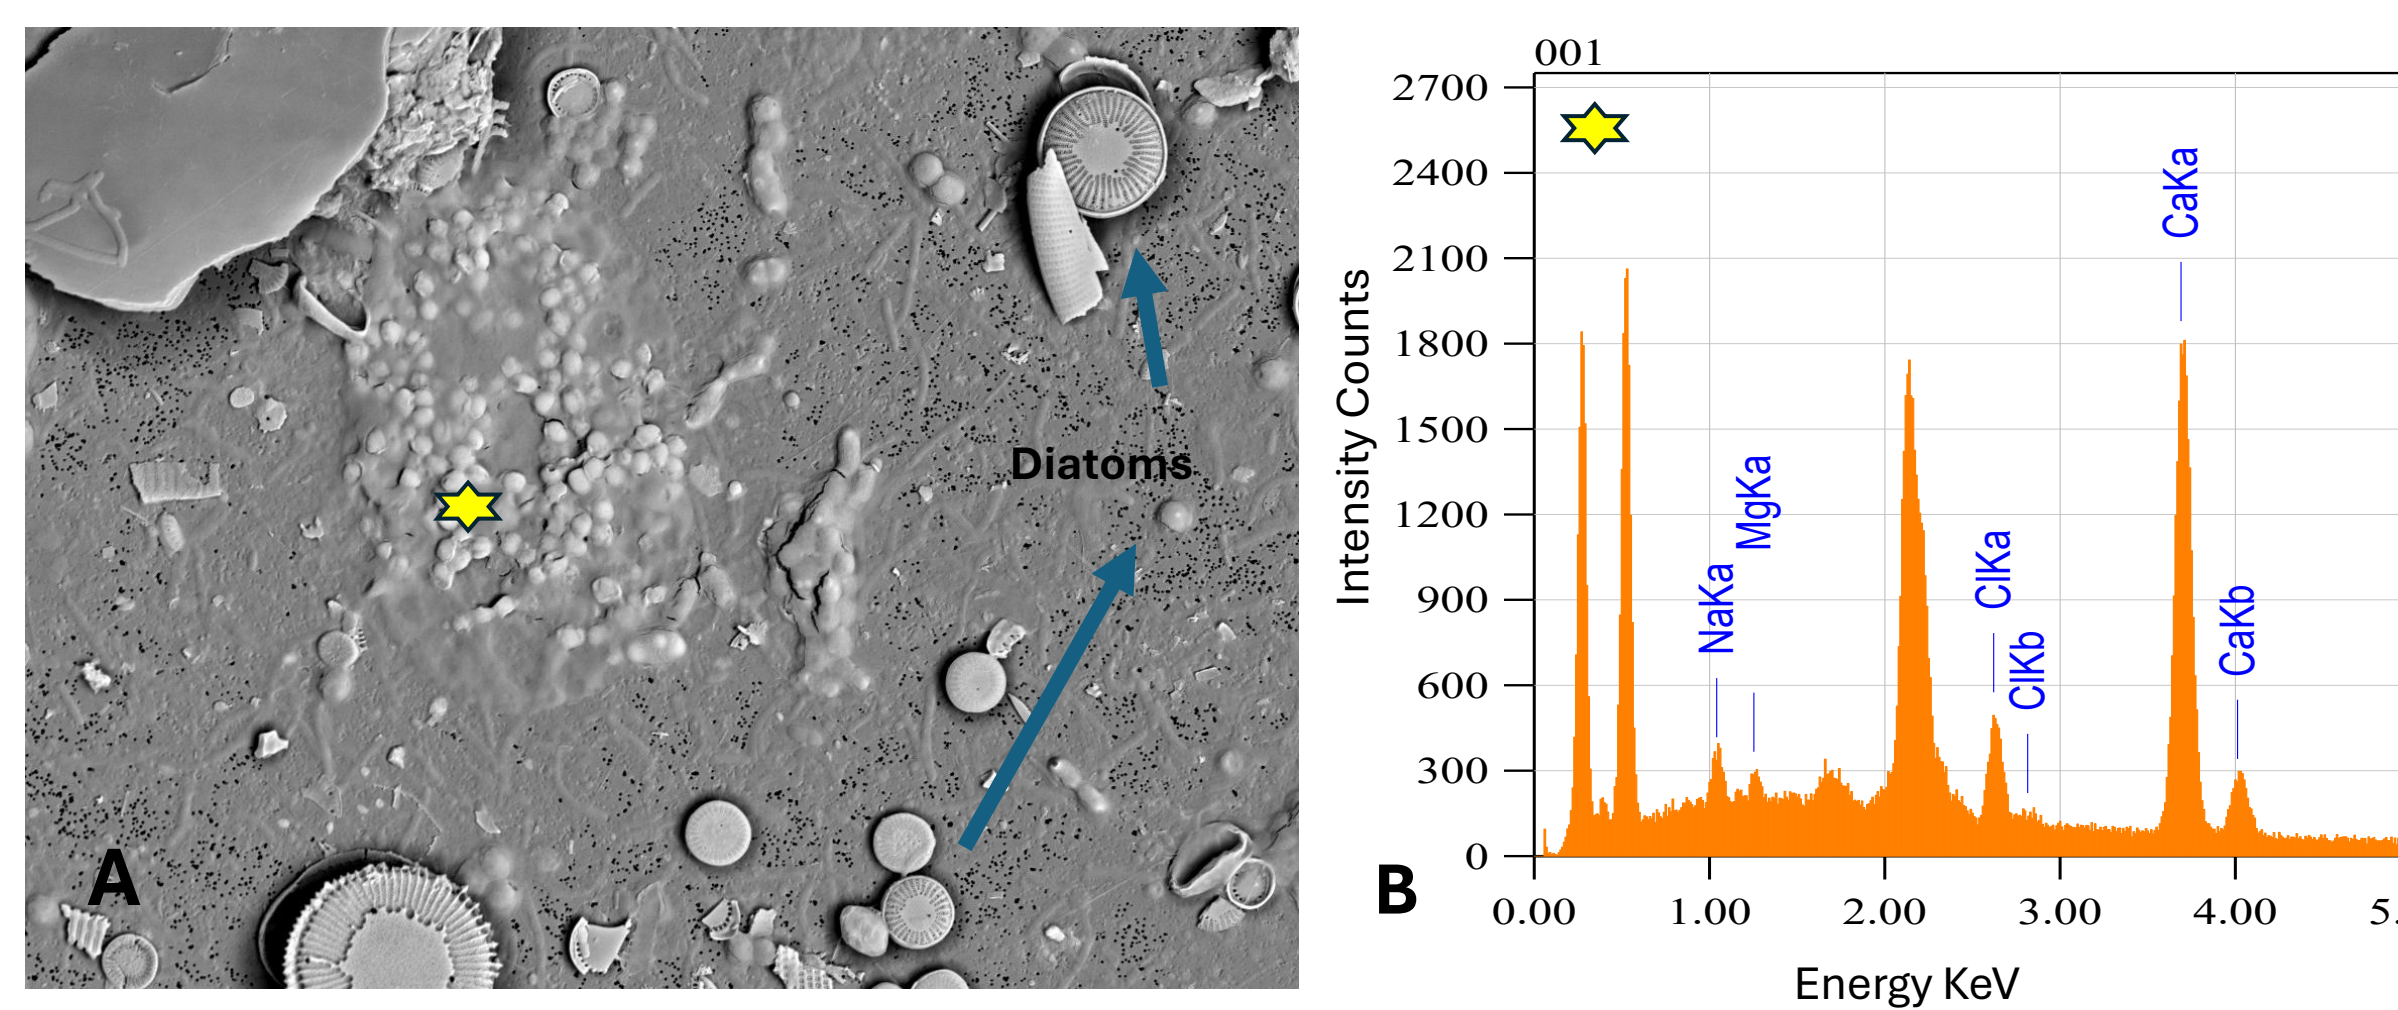 Diatoms
A
001
2700
2400
2100
1800
1500
1200
900
600
300
0
Intensity Counts
NaKa
MgKa
ClKa
ClKb
CaKa
CaKb
B
0.00 1.00 2.00 3.00 4.00 5.
Energy KeV